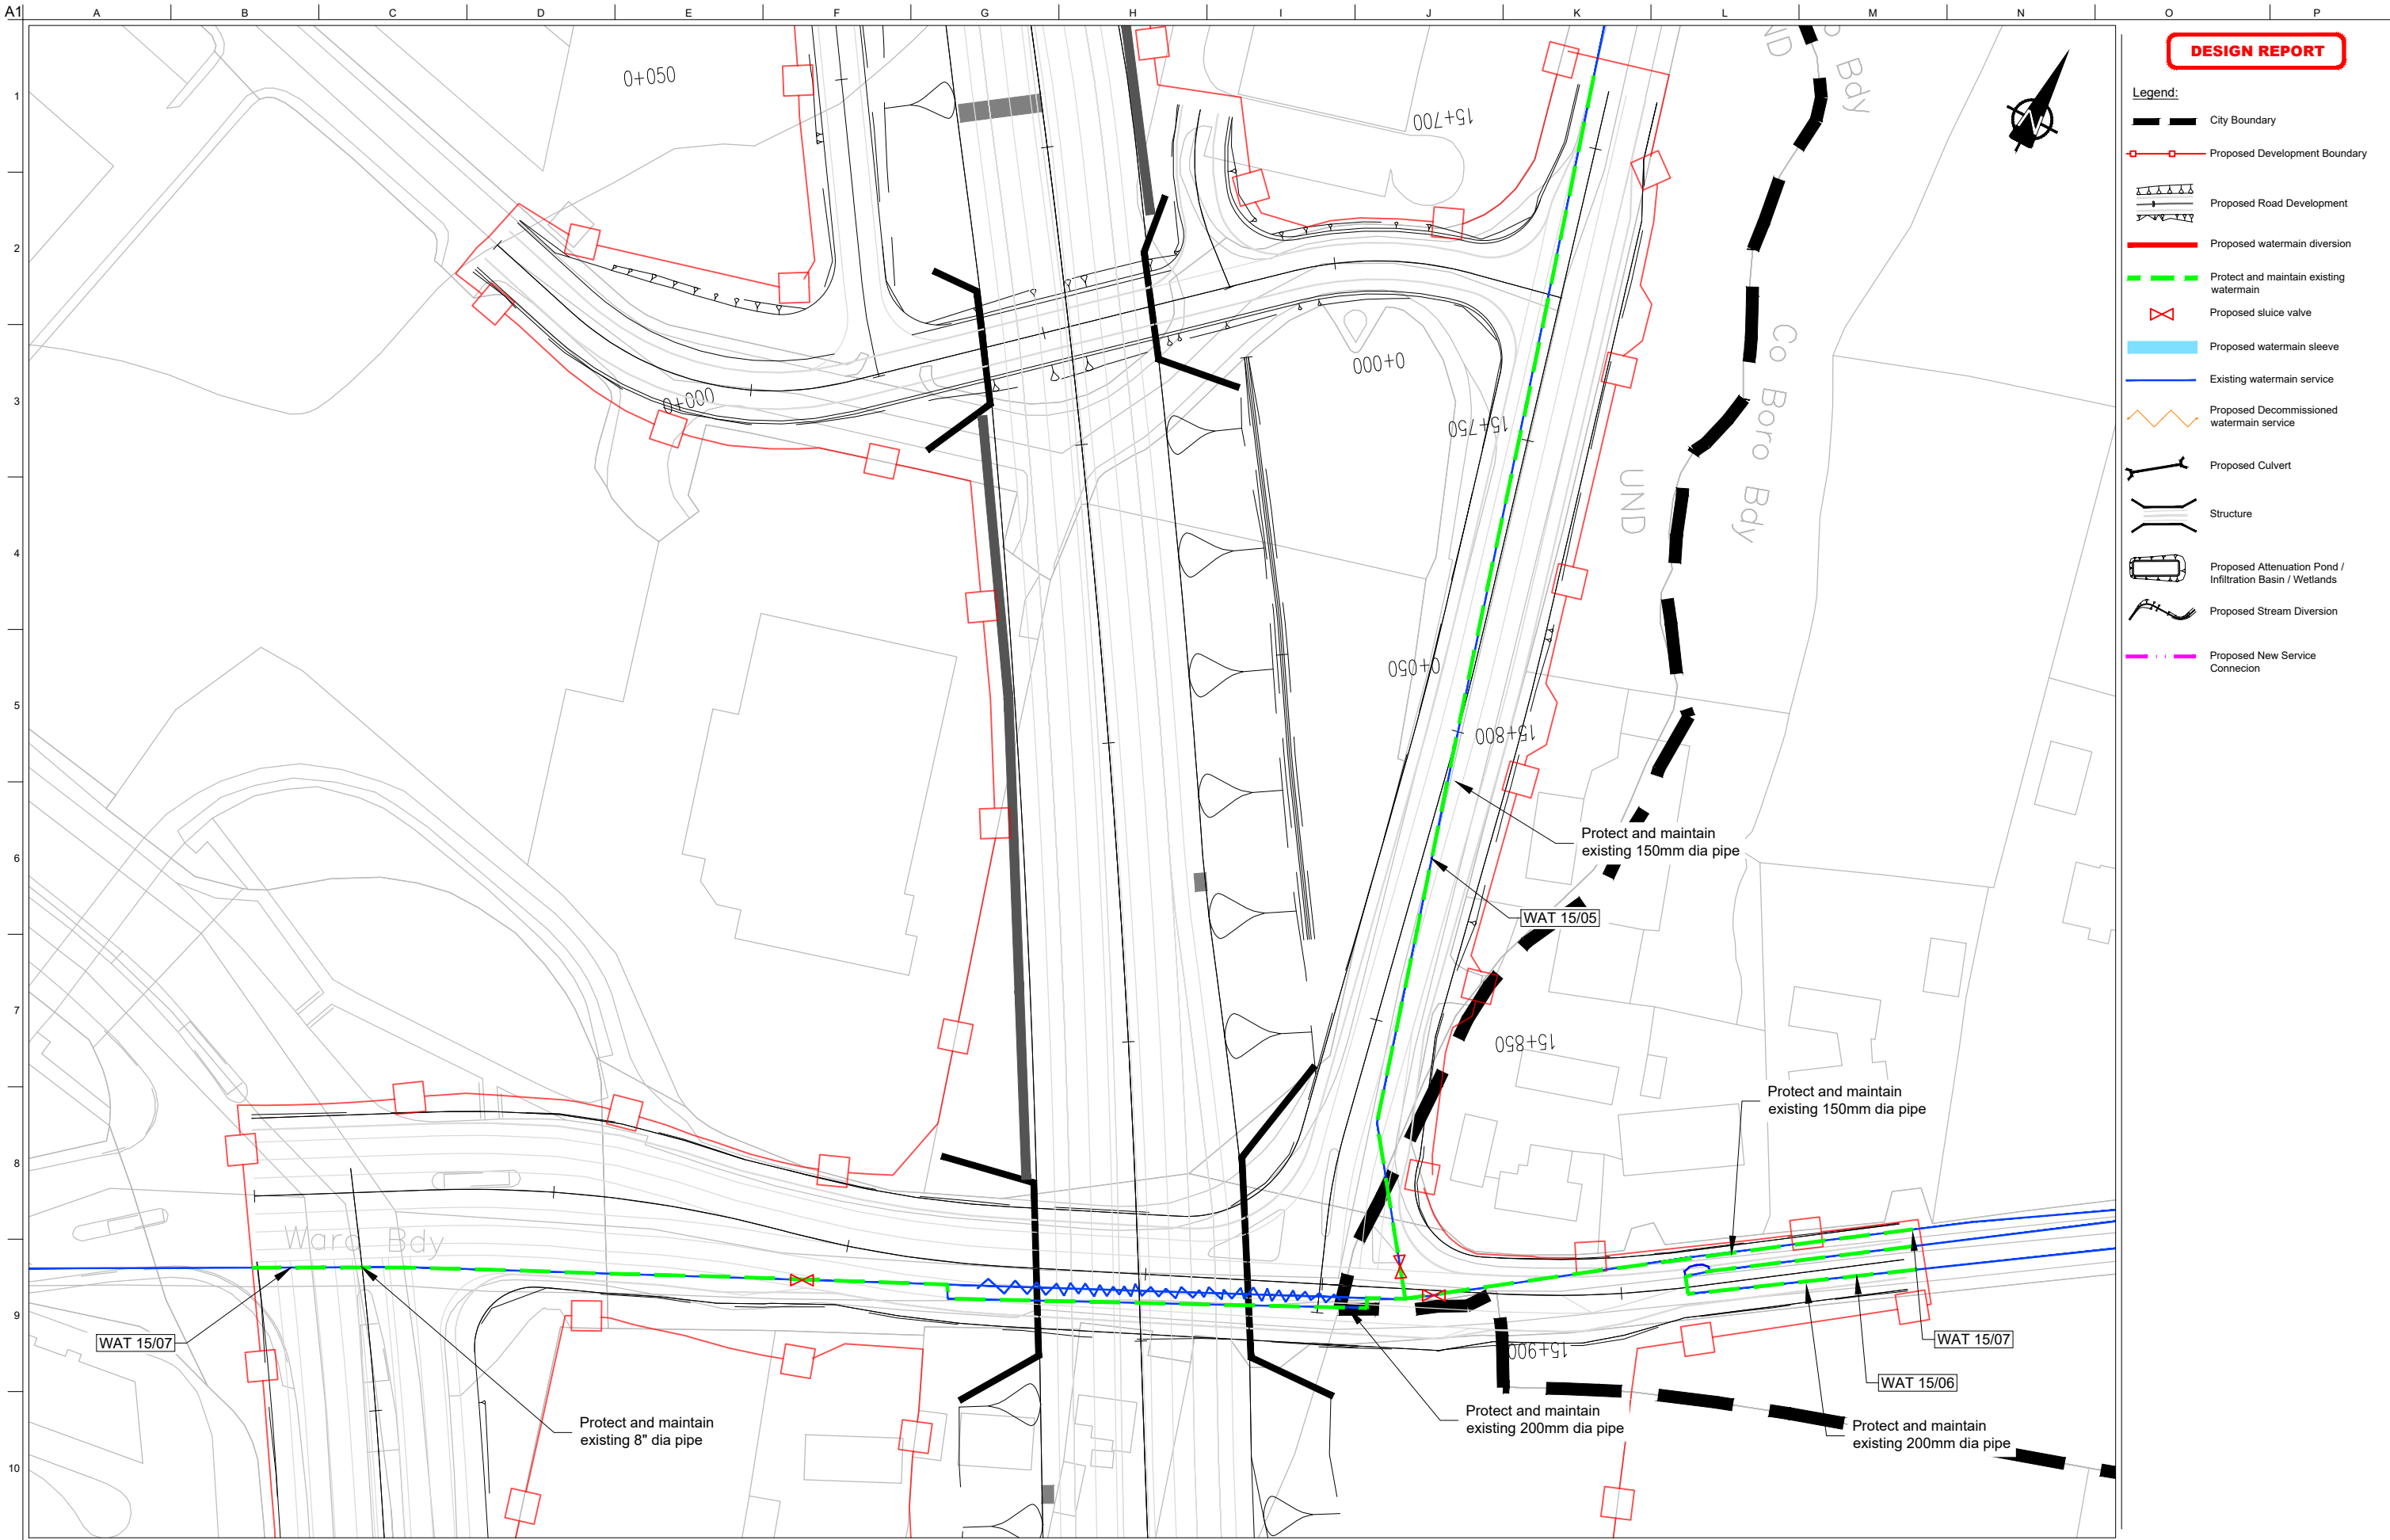 A1
A B C D E F G H I J K L M N O P
1
2
3
4
5
6
7
8
9
10
0+050
15+700
UND
Co Boro Bdy
0+000
0+000
15+750
UND
Co Boro Bdy
0+050
15+800
Protect and maintain
existing 150mm dia pipe
WAT 15/05
15+850
Protect and maintain
existing 150mm dia pipe
Ward Bdy
WAT 15/07
WAT 15/07
15+900
WAT 15/06
Protect and maintain
existing 8" dia pipe
Protect and maintain
existing 200mm dia pipe
Protect and maintain
existing 200mm dia pipe
N
DESIGN REPORT
Legend:
City Boundary
Proposed Development Boundary
Proposed Road Development
Proposed watermain diversion
Protect and maintain existing
watermain
Proposed sluice valve
Proposed watermain sleeve
Existing watermain service
Proposed Decommissioned
watermain service
Proposed Culvert
Structure
Proposed Attenuation Pond /
Infiltration Basin / Wetlands
Proposed Stream Diversion
Proposed New Service
Connecion